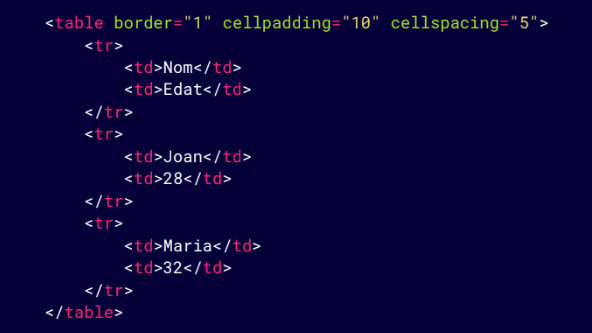 <table border="1" cellpadding="10" cellspacing="5">
<tr>
<td>Nom</td>
<td>Edat</td>
</tr>
<tr>
<td>Joan</td>
<td>28</td>
</tr>
<tr>
<td>Maria</td>
<td>32</td>
</tr>
</table>